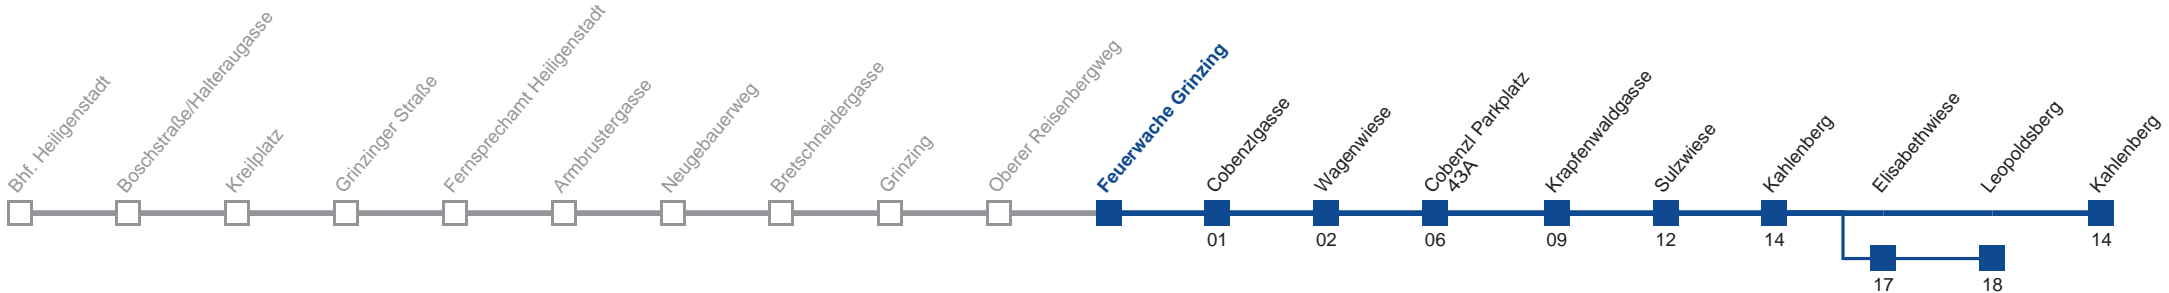 Bhf. Heiligenstadt
Boschstraße/Halteraugasse
Kreilplatz
Grinzinger Straße
Fernsprechamt Heiligenstadt
Armbrustergasse
Neugebauerweg
Bretschneidergasse
Grinzing
Oberer Reisenbergweg
Feuerwache Grinzing
Cobenzlgasse
Wagenwiese
Cobenzl Parkplatz
43A
Krapfenwaldgasse
Sulzwiese
Kahlenberg
Elisabethwiese
Leopoldsberg
Kahlenberg
01
02
06
09
12
14
14
17
18